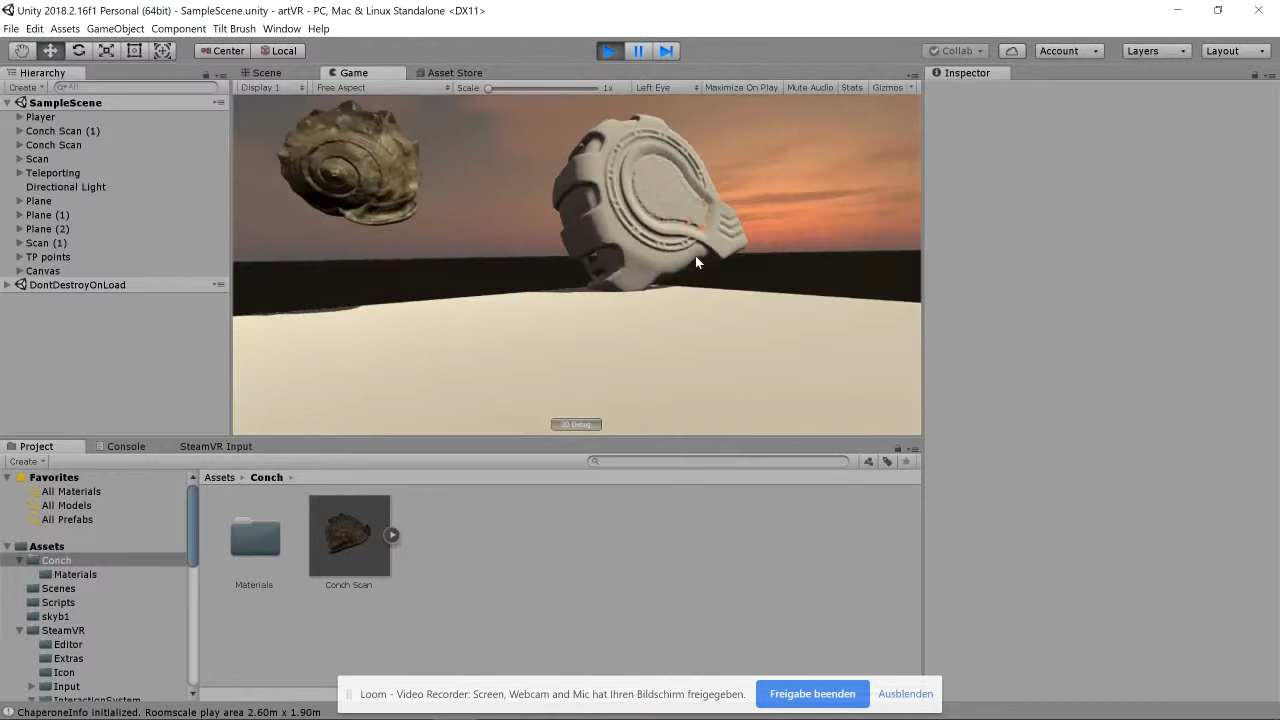 Unity 2018.2.16f1 Personal (64bit) - SampleScene.unity - artVR - PC, Mac & Linux Standalone <DX11>
File Edit Assets GameObject Component Tilt Brush Window Help
Center Local Collab Account Layers Layout
Hierarchy Scene Game Asset Store Inspector
Create All Display 1 Free Aspect Scale 1x Left Eye Maximize On Play Mute Audio Stats Gizmos
SampleScene
Player
Conch Scan (1)
Conch Scan
Scan
Teleporting
Directional Light
Plane
Plane (1)
Plane (2)
Scan (1)
TP points
Canvas
DontDestroyOnLoad
2D Debug
Project Console SteamVR Input
Create
Favorites
All Materials
All Models
All Prefabs
Assets
Conch
Materials
Scenes
Scripts
skyb1
SteamVR
Editor
Extras
Icon
Input
InteractionSystem
Assets Conch
Materials
Conch Scan
Loom - Video Recorder: Screen, Webcam and Mic hat Ihren Bildschirm freigegeben. Freigabe beenden Ausblenden
ChaperoneInfo initialized. Roomscale play area 2.60m x 1.90m